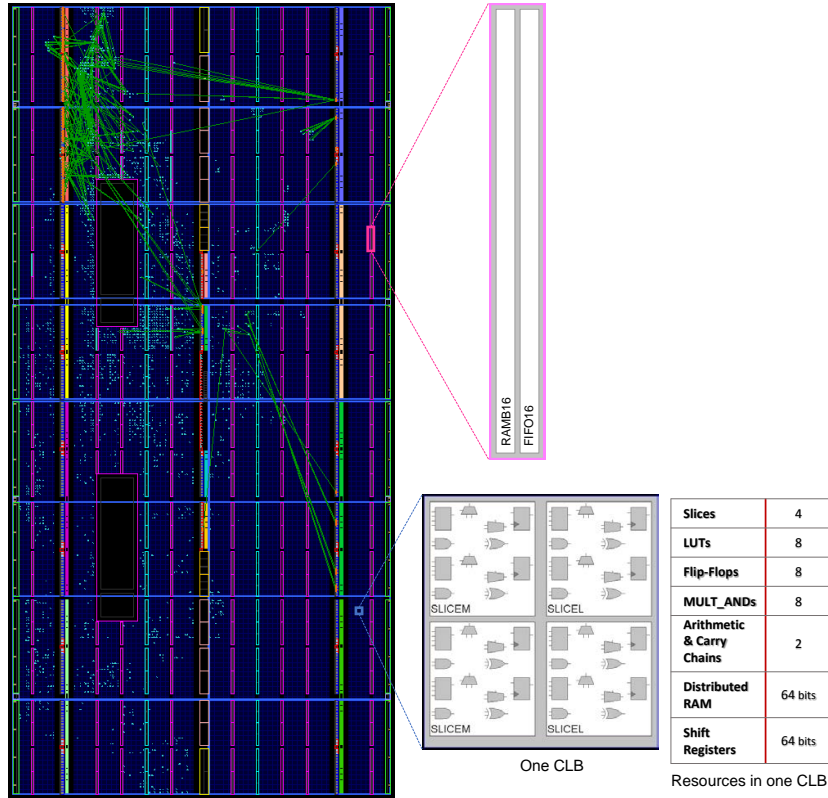 RAMB16
FIFO16
SLICEM
SLICEL
SLICEM
SLICEL
One CLB
Slices 4
LUTs 8
Flip-Flops 8
MULT_ANDs 8
Arithmetic
& Carry
Chains 2
Distributed
RAM 64 bits
Shift
Registers 64 bits
Resources in one CLB